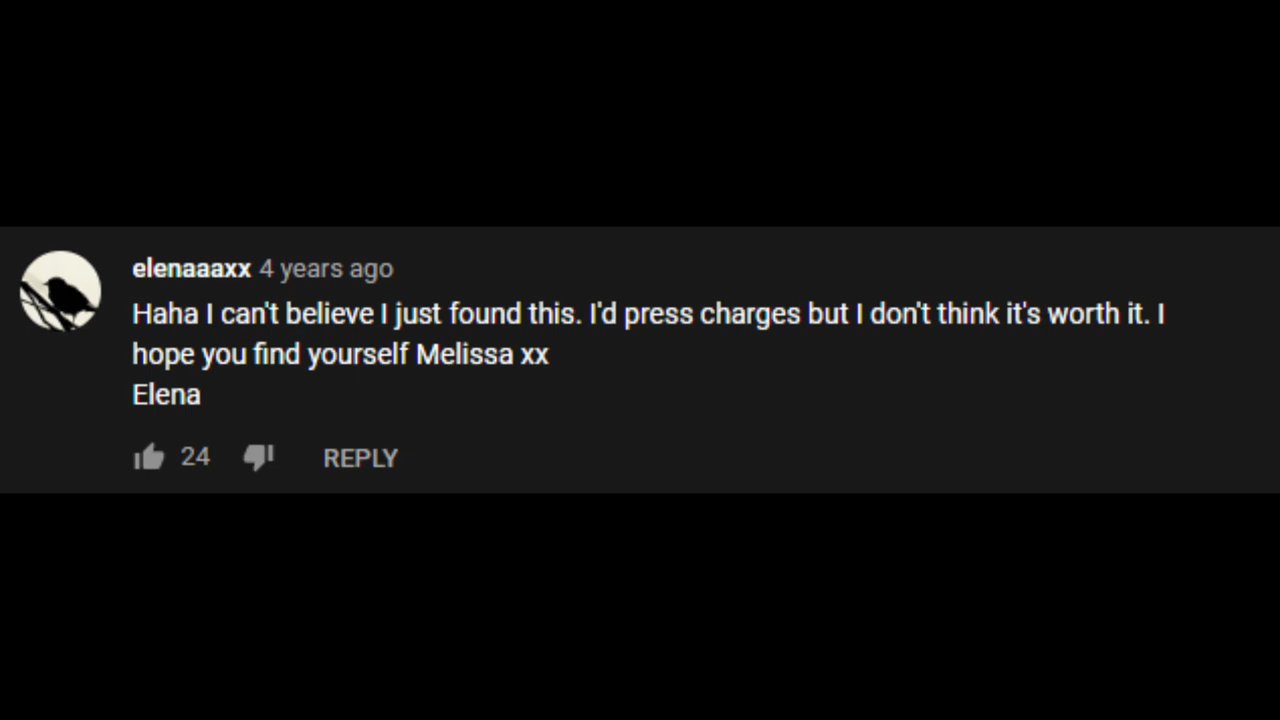 elenaaaxx 4 years ago
Haha I can't believe I just found this. I'd press charges but I don't think it's worth it. I
hope you find yourself Melissa xx
Elena
24 REPLY